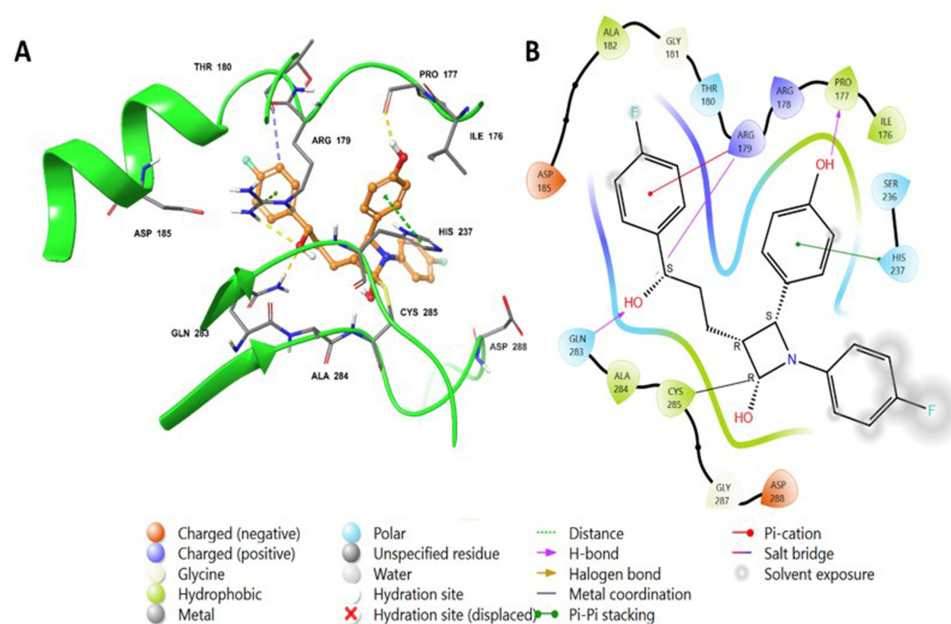 A
THR 180
PRO 177
ARG 179
ILE 176
ASP 185
HIS 237
GLN 283
CYS 285
ASP 288
ALA 284
B
ALA
182
GLY
181
THR
180
ARG
178
PRO
177
ILE
176
ARG
179
ASP
185
F
OH
SER
236
HIS
237
S
HO
GLN
283
S
R
R
N
ALA
284
CYS
285
HO
F
GLY
287
ASP
288
Charged (negative)
Charged (positive)
Glycine
Hydrophobic
Metal
Polar
Unspecified residue
Water
Hydration site
Hydration site (displaced)
Distance
H-bond
Halogen bond
Metal coordination
Pi-Pi stacking
Pi-cation
Salt bridge
Solvent exposure